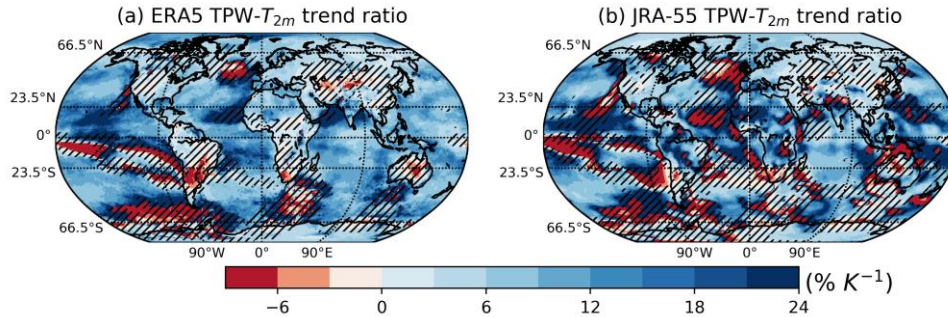 (a) ERA5 TPW-T2m trend ratio
(b) JRA-55 TPW-T2m trend ratio
66.5°N
66.5°N
23.5°N
23.5°N
0°
0°
23.5°S
23.5°S
66.5°S
66.5°S
90°W 0° 90°E
90°W 0° 90°E
(% K⁻¹)
−6 0 6 12 18 24